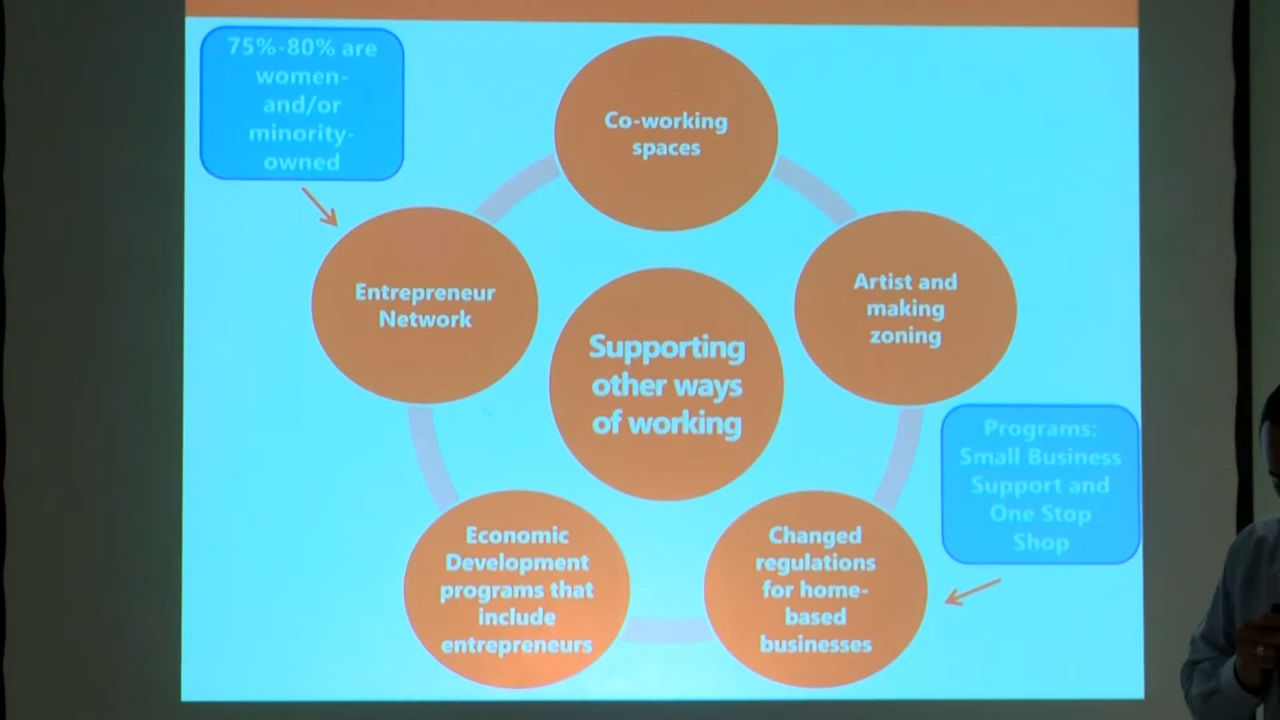 75%-80% are
women-
and/or
minority-
owned
Co-working
spaces
Entrepreneur
Network
Artist and
making
zoning
Supporting
other ways
of working
Programs:
Small Business
Support and
One Stop
Shop
Economic
Development
programs that
include
entrepreneurs
Changed
regulations
for home-
based
businesses